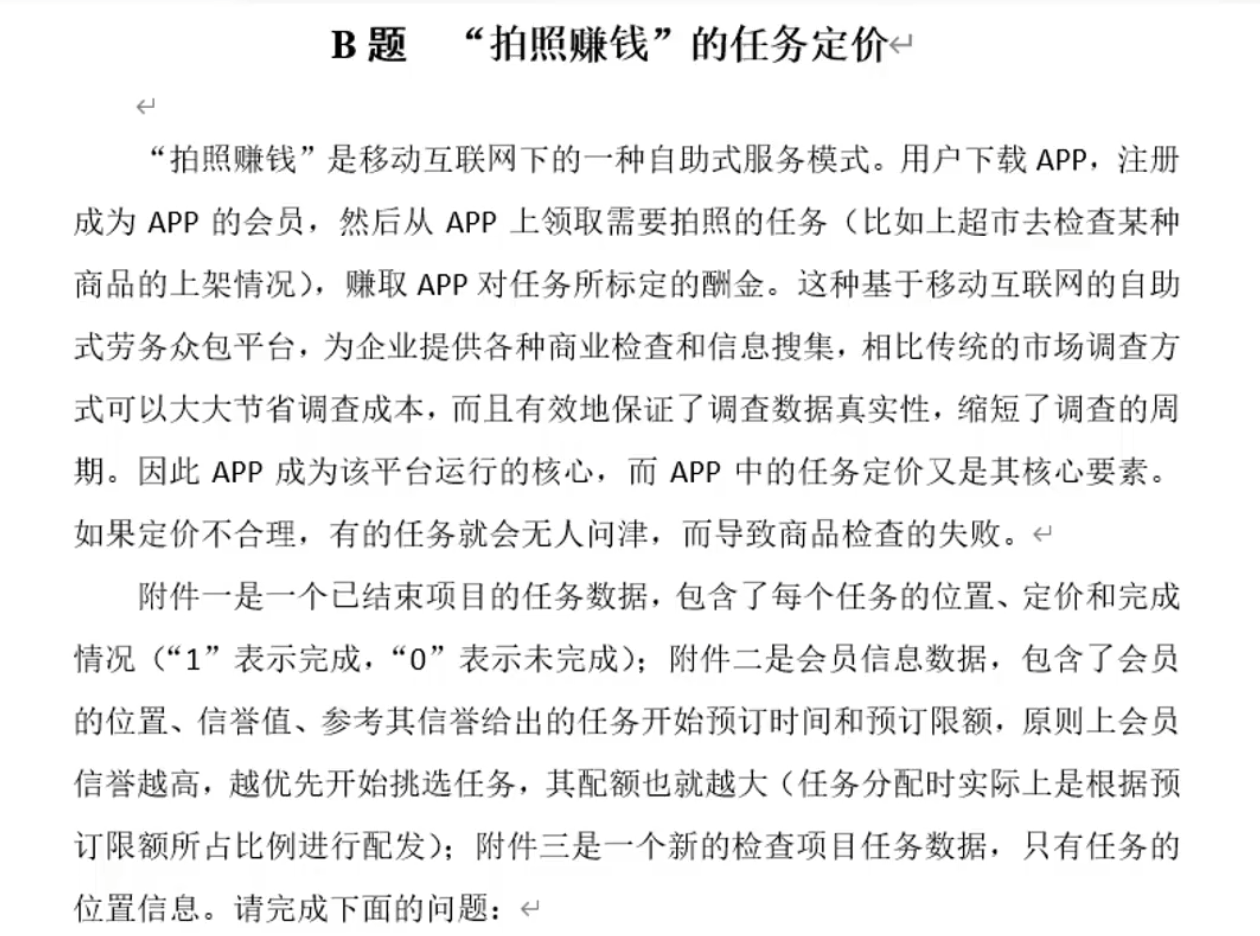 B 题 “拍照赚钱”的任务定价↵
↵
“拍照赚钱”是移动互联网下的一种自助式服务模式。用户下载 APP，注册
成为 APP 的会员，然后从 APP 上领取需要拍照的任务（比如上超市去检查某种
商品的上架情况），赚取 APP 对任务所标定的酬金。这种基于移动互联网的自助
式劳务众包平台，为企业提供各种商业检查和信息搜集，相比传统的市场调查方
式可以大大节省调查成本，而且有效地保证了调查数据真实性，缩短了调查的周
期。因此 APP 成为该平台运行的核心，而 APP 中的任务定价又是其核心要素。
如果定价不合理，有的任务就会无人问津，而导致商品检查的失败。↵
附件一是一个已结束项目的任务数据，包含了每个任务的位置、定价和完成
情况（“1”表示完成，“0”表示未完成）；附件二是会员信息数据，包含了会员
的位置、信誉值、参考其信誉给出的任务开始预订时间和预订限额，原则上会员
信誉越高，越优先开始挑选任务，其配额也就越大（任务分配时实际上是根据预
订限额所占比例进行配发）；附件三是一个新的检查项目任务数据，只有任务的
位置信息。请完成下面的问题：↵